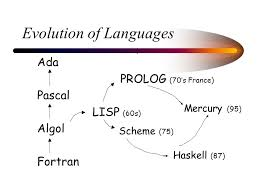 Evolution of Languages
Ada
PROLOG (70's France)
Pascal
Mercury (95)
LISP (60s)
Algol
Scheme (75)
Haskell (87)
Fortran